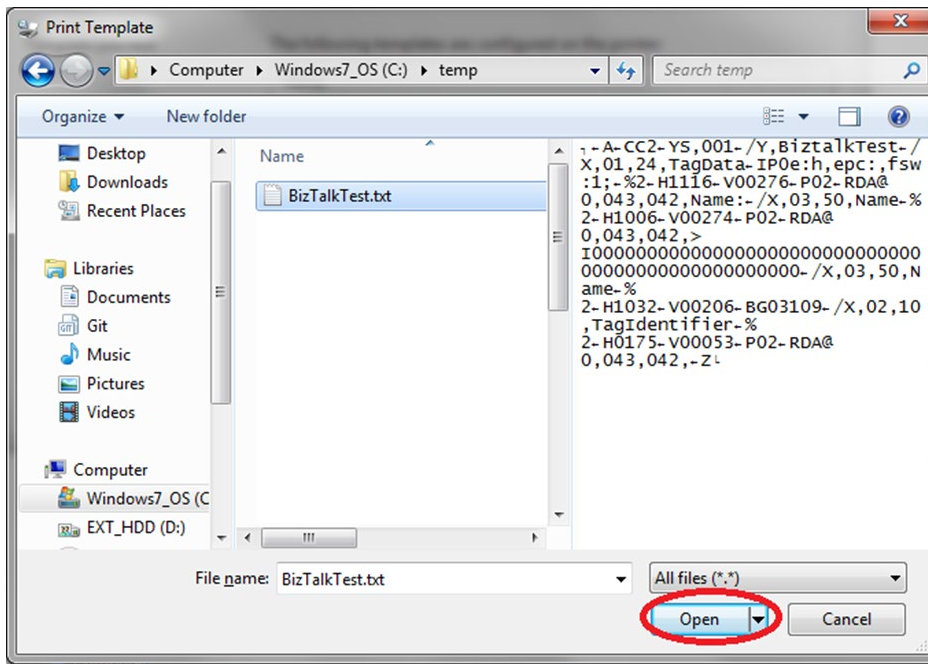 Print Template
Computer Windows7_OS (C:) temp
Search temp
Organize New folder
Desktop
Downloads
Recent Places
Libraries
Documents
Git
Music
Pictures
Videos
Computer
Windows7_OS (C
EXT_HDD (D:)
Name
BizTalkTest.txt
┐←A←CC2←YS,001←/Y,BiztalkTest←/
X,01,24,TagData←IP0e:h,epc:,fsw
:1;←%2←H1116←V00276←P02←RDA@
0,043,042,Name:←/X,03,50,Name←%
2←H1006←V00274←P02←RDA@
0,043,042,>
I000000000000000000000000000000
00000000000000000000←/X,03,50,N
ame←%
2←H1032←V00206←BG03109←/X,02,10
,TagIdentifier←%
2←H0175←V00053←P02←RDA@
0,043,042,←Z└
File name: BizTalkTest.txt All files (*.*)
Open Cancel